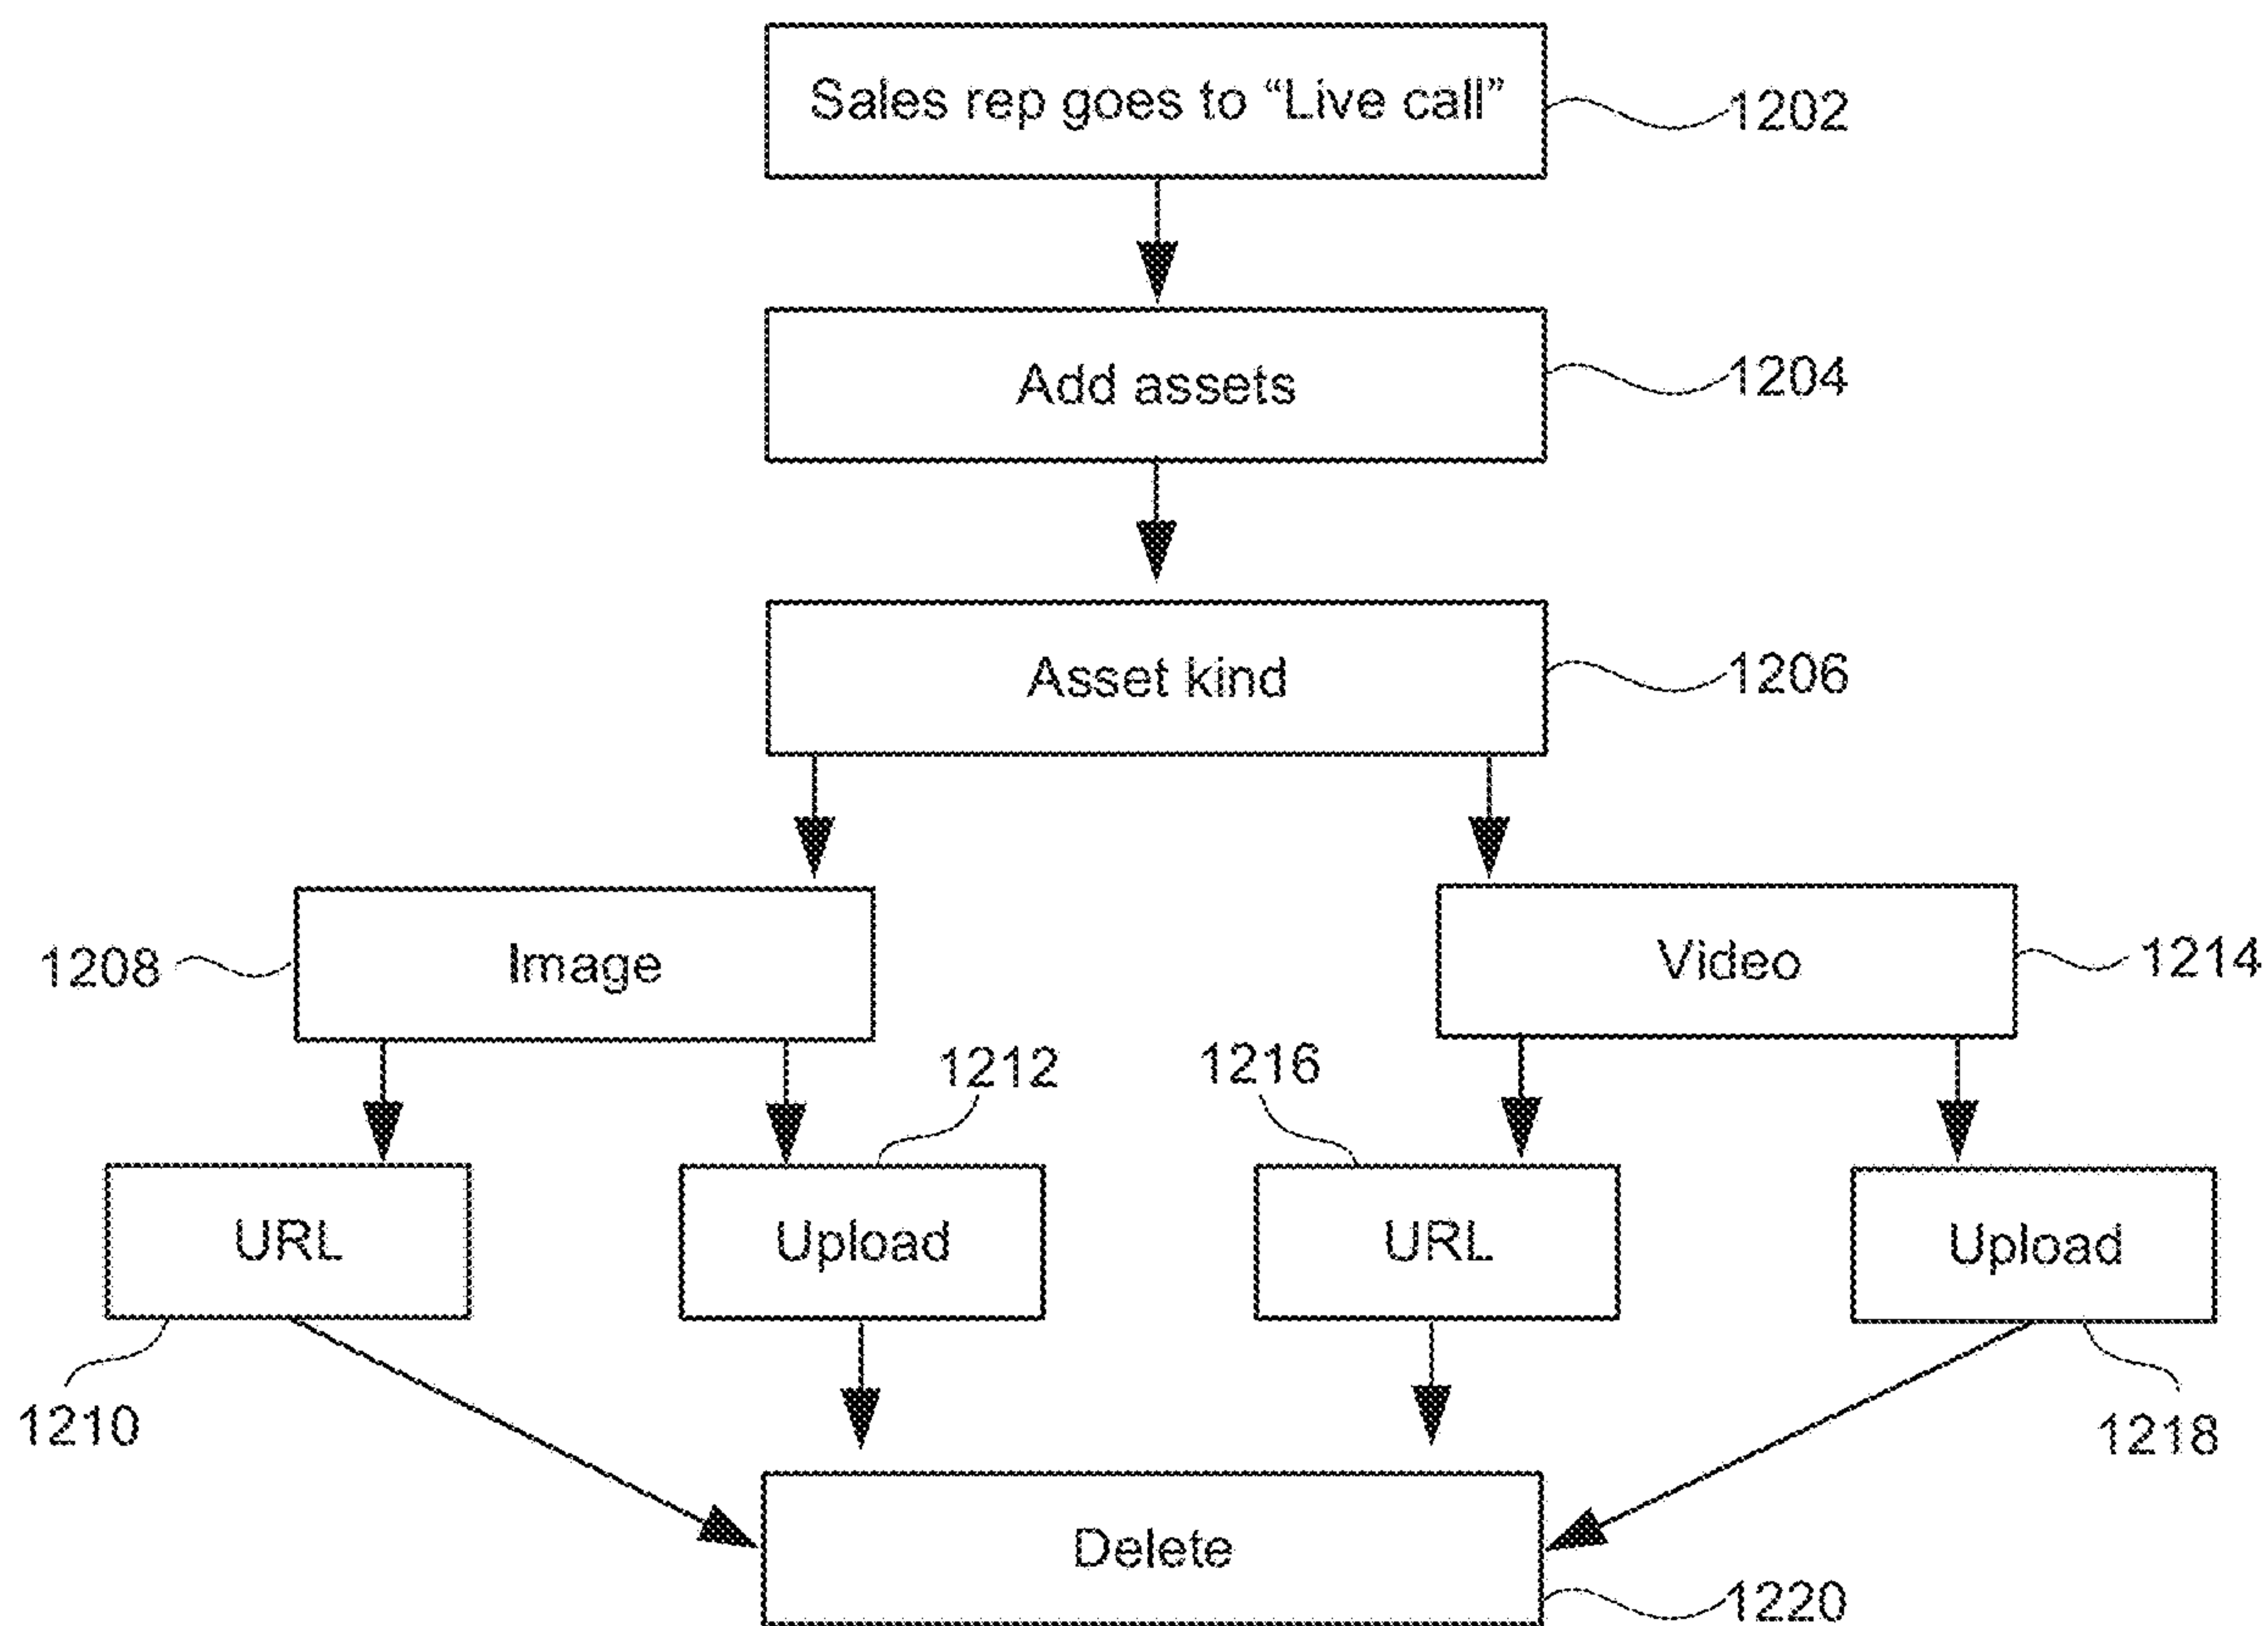 Sales rep goes to “Live call”
1202
Add assets
1204
Asset kind
1206
1208
Image
Video
1214
1212
1216
URL
Upload
URL
Upload
1210
1218
Delete
1220